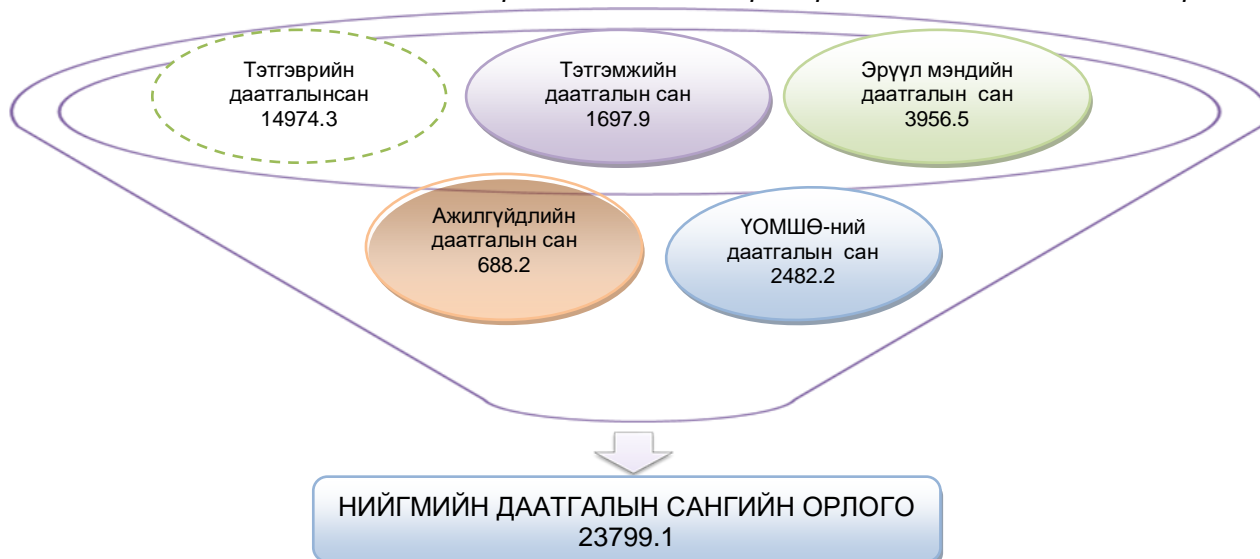 Тэтгэврийн
даатгалынсан
14974.3
Тэтгэмжийн
даатгалын сан
1697.9
Эрүүл мэндийн
даатгалын сан
3956.5
Ажилгүйдлийн
даатгалын сан
688.2
ҮОМШӨ-ний
даатгалын сан
2482.2
НИЙГМИЙН ДААТГАЛЫН САНГИЙН ОРЛОГО
23799.1